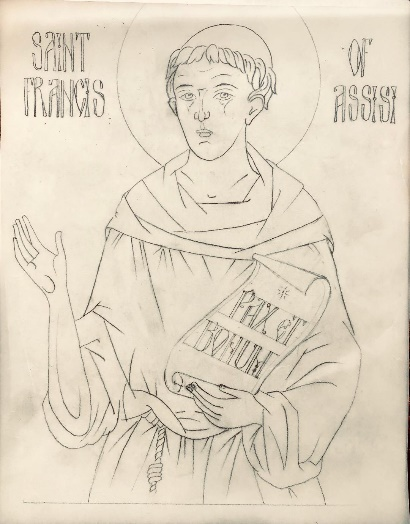 SAINT
FRANCIS
OF
ASSISI
PAX ET
BONUM